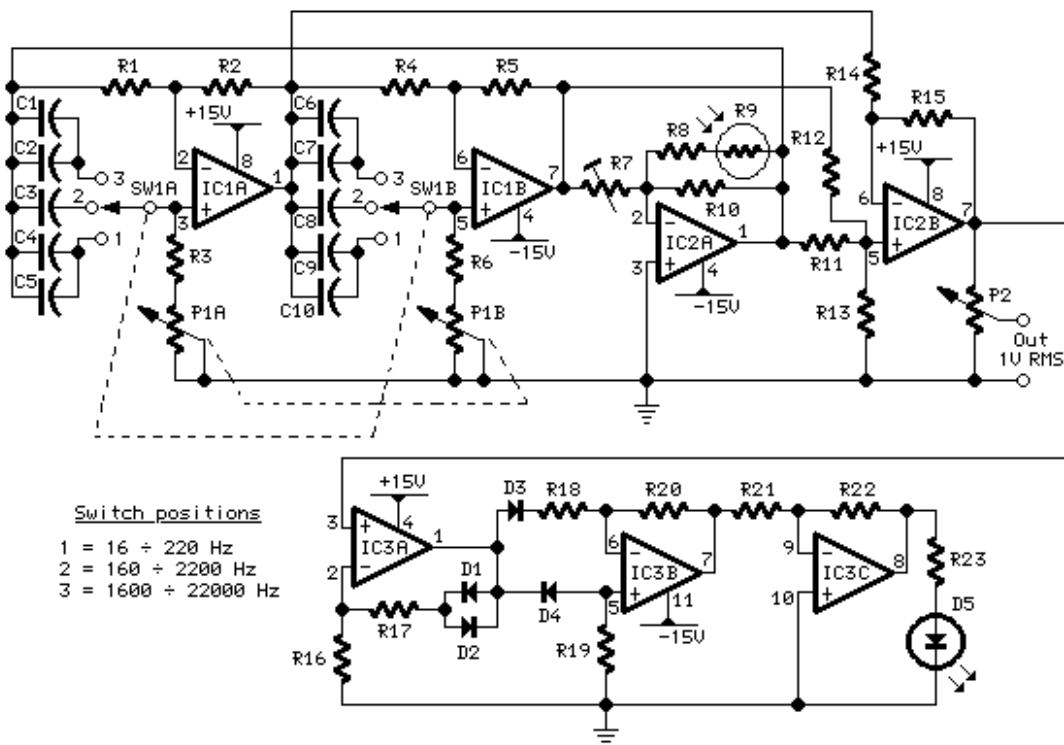 R1
R2
R4
R5
R14
R15
C1
+15V
C6
R8
R9
R12
+15V
C2
2
8
C7
6
R7
8
3
3
IC1A
1
IC1B
7
6
IC2B
7
C3
2
SW1A
C8
2
SW1B
R10
3
5
4
2
1
5
C4
1
C9
1
-15V
IC2A
R11
C5
R3
C10
R6
3
4
-15V
R13
P2
P1A
P1B
Out
1V RMS
Switch positions
1 = 16 ÷ 220 Hz
2 = 160 ÷ 2200 Hz
3 = 1600 ÷ 22000 Hz
+15V
D3
R18
R20
R21
R22
3
4
IC3A
1
6
IC3B
7
9
IC3C
8
R23
2
D1
D4
5
11
10
D5
R17
D2
-15V
R16
R19